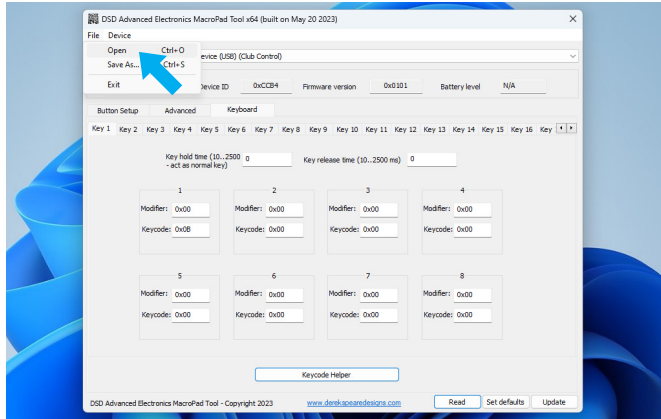 DSD Advanced Electronics MacroPad Tool x64 (built on May 20 2023)
File Device
Open Ctrl+O
evice (USB) (Club Control)
Save As... Ctrl+S
Exit
Device ID 0xCCB4 Firmware version 0x0101 Battery level N/A
Button Setup Advanced Keyboard
Key 1 Key 2 Key 3 Key 4 Key 5 Key 6 Key 7 Key 8 Key 9 Key 10 Key 11 Key 12 Key 13 Key 14 Key 15 Key 16 Key
Key hold time (10..2500 - act as normal key) 0 Key release time (10..2500 ms) 0
1 2 3 4
Modifier: 0x00 Modifier: 0x00 Modifier: 0x00 Modifier: 0x00
Keycode: 0x0B Keycode: 0x00 Keycode: 0x00 Keycode: 0x00
5 6 7 8
Modifier: 0x00 Modifier: 0x00 Modifier: 0x00 Modifier: 0x00
Keycode: 0x00 Keycode: 0x00 Keycode: 0x00 Keycode: 0x00
Keycode Helper
DSD Advanced Electronics MacroPad Tool - Copyright 2023 www.derekspearedesigns.com Read Set defaults Update